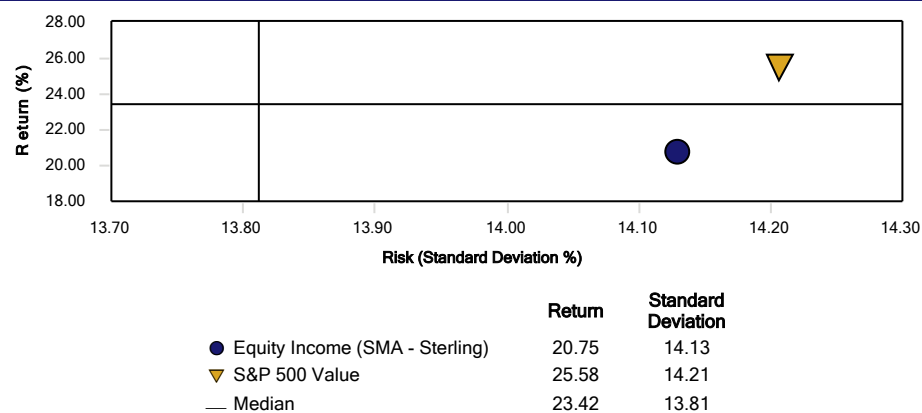 28.00
26.00
24.00
22.00
20.00
18.00
Return (%)
13.70 13.80 13.90 14.00 14.10 14.20 14.30
Risk (Standard Deviation %)
Return Standard Deviation
Equity Income (SMA - Sterling) 20.75 14.13
S&P 500 Value 25.58 14.21
Median 23.42 13.81